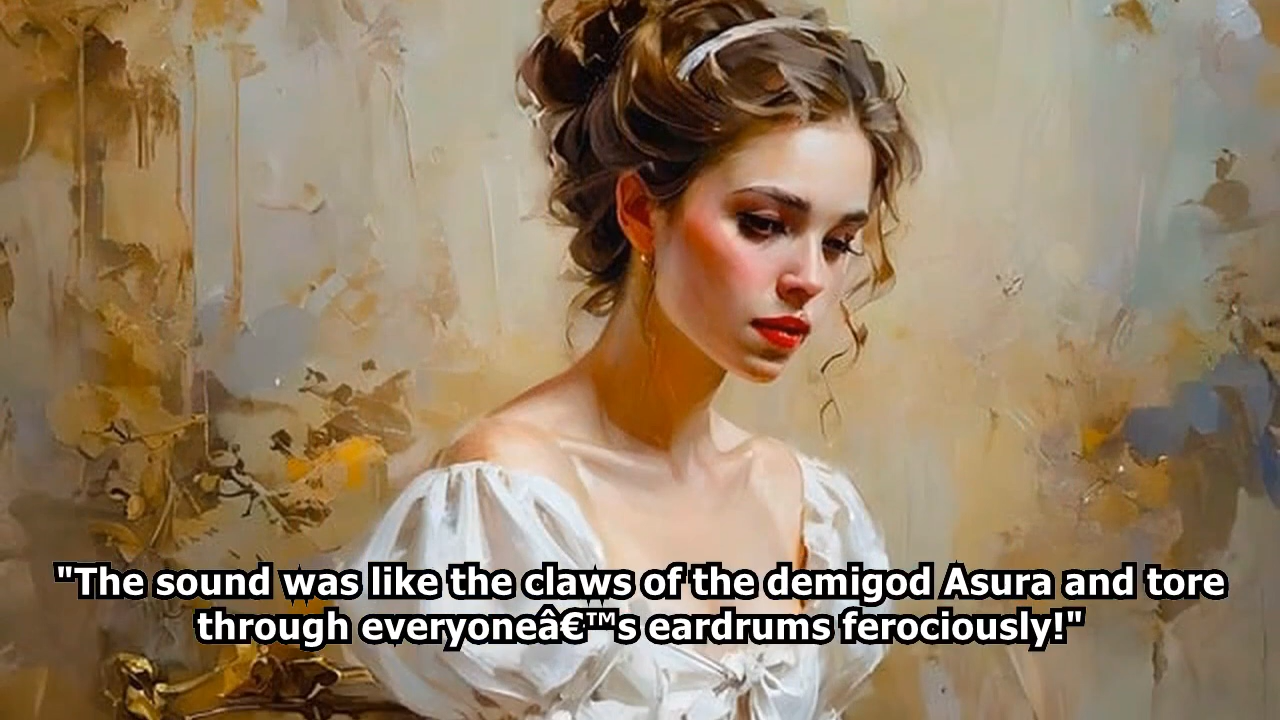 "The sound was like the claws of the demigod Asura and tore
through everyoneâ€™s eardrums ferociously!"